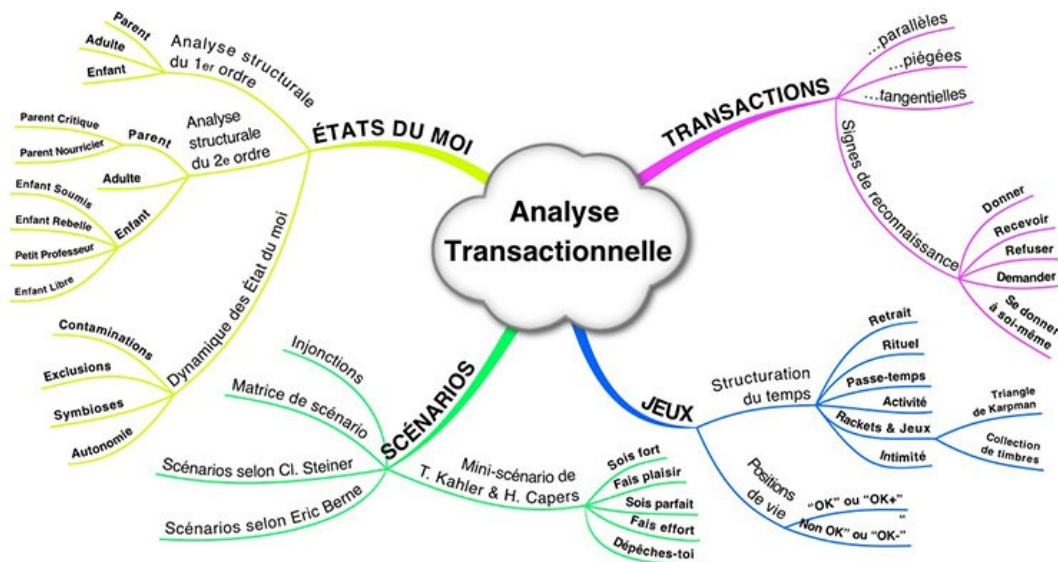 Analyse
Transactionnelle
ÉTATS DU MOI
Analyse structurale
du 1er ordre
Parent
Adulte
Enfant
Analyse
structurale
du 2e ordre
Parent
Parent Critique
Parent Nourricier
Adulte
Enfant
Enfant Soumis
Enfant Rebelle
Petit Professeur
Enfant Libre
Dynamique des État du moi
Contaminations
Exclusions
Symbioses
Autonomie
TRANSACTIONS
...parallèles
...piégées
...tangentielles
Signes de reconnaissance
Donner
Recevoir
Refuser
Demander
Se donner
à soi-même
SCÉNARIOS
Injonctions
Matrice de scénario
Scénarios selon Cl. Steiner
Scénarios selon Eric Berne
Mini-scénario de
T. Kahler & H. Capers
Sois fort
Fais plaisir
Sois parfait
Fais effort
Dépêches-toi
JEUX
Structuration
du temps
Retrait
Rituel
Passe-temps
Activité
Rackets & Jeux
Triangle
de Karpman
Collection
de timbres
Intimité
Positions
de vie
“OK” ou “OK+”
"
Non OK” ou “OK-”